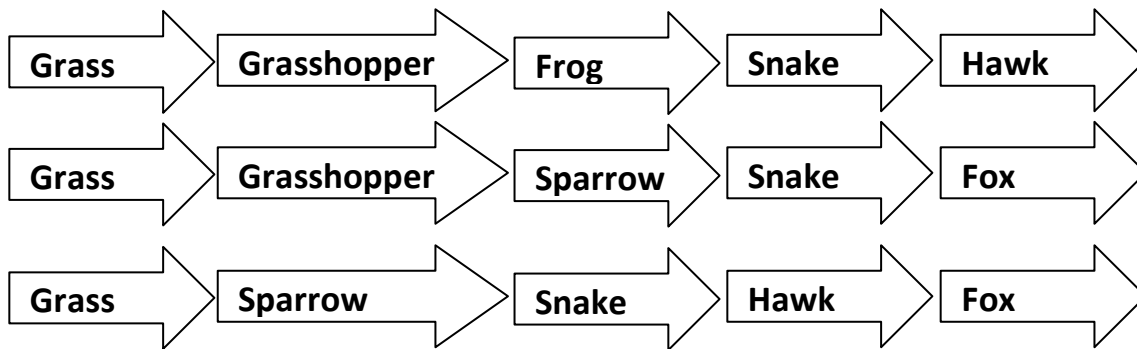 Grass Grasshopper Frog Snake Hawk
Grass Grasshopper Sparrow Snake Fox
Grass Sparrow Snake Hawk Fox